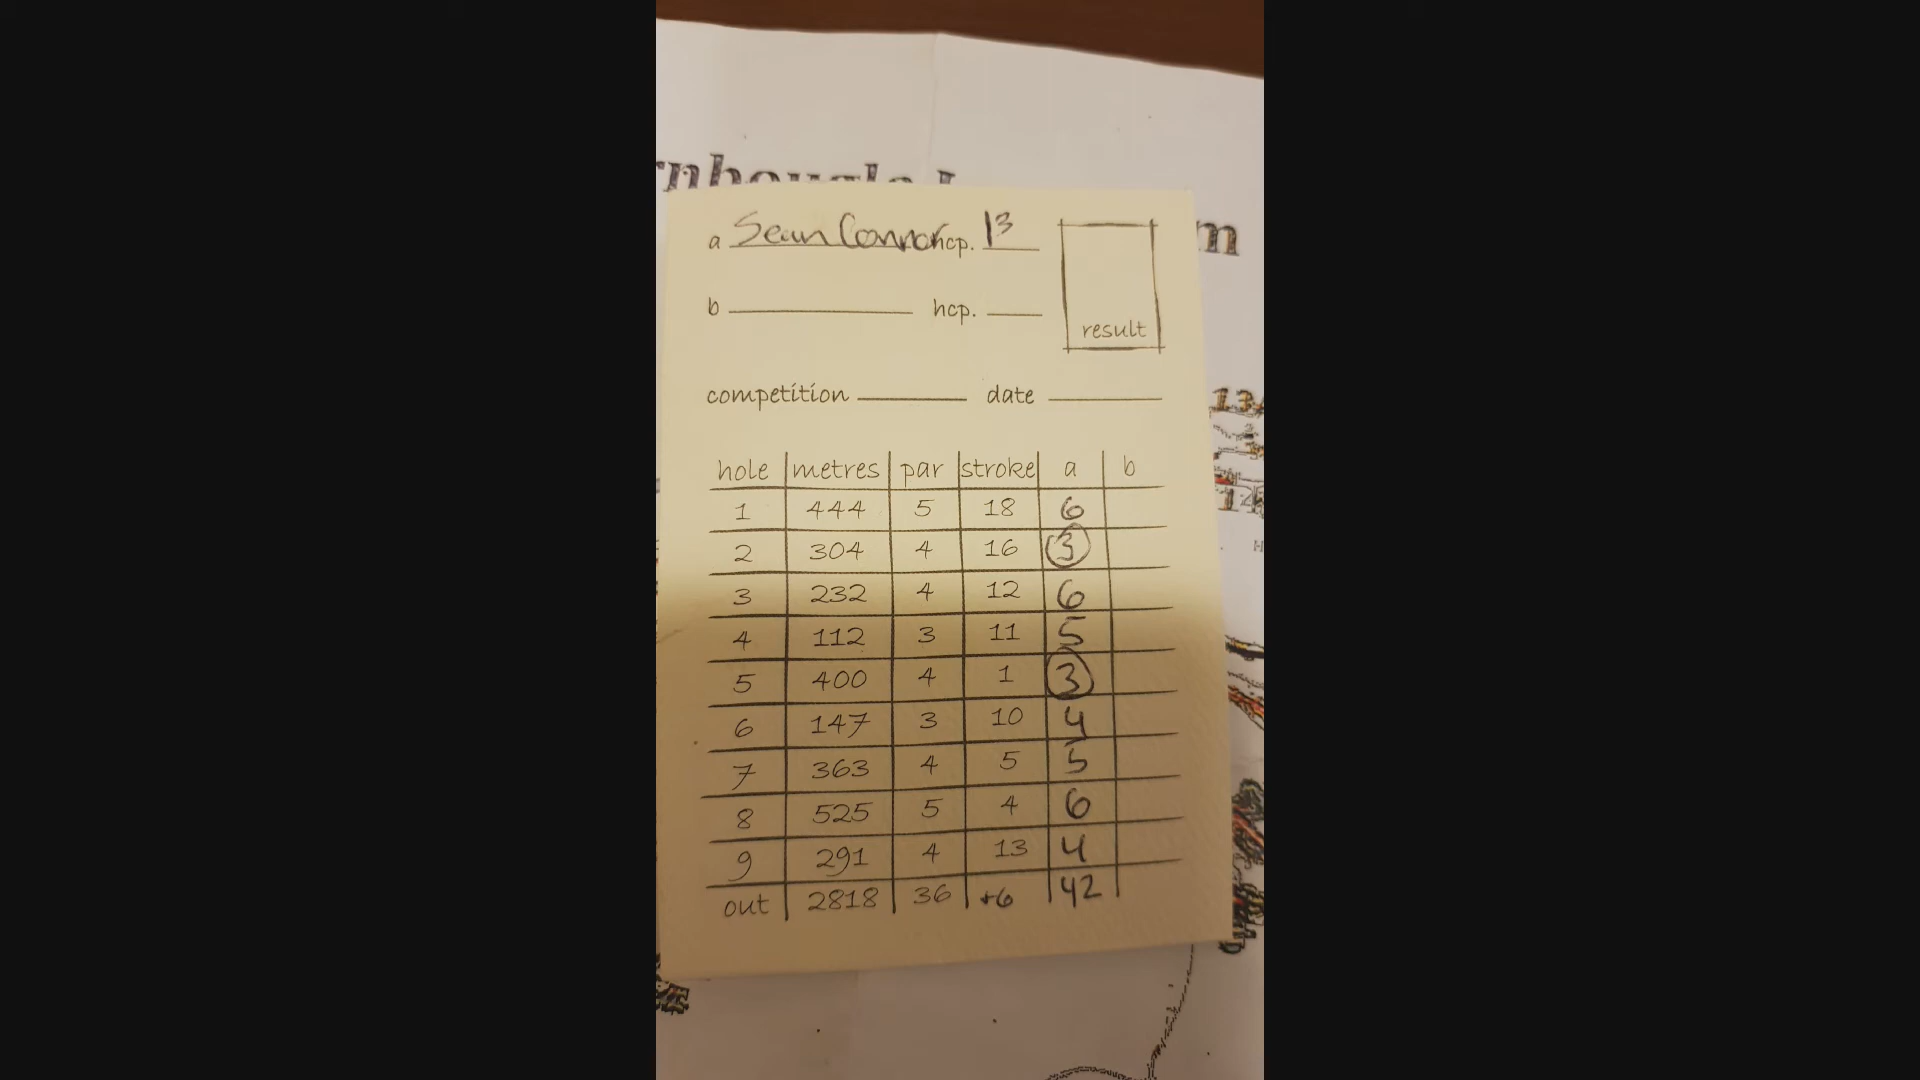 a Sean Connor hcp. 13
b hcp.
result
competition date
hole metres par stroke a b
1 444 5 18 6
2 304 4 16 3
3 232 4 12 6
4 112 3 11 5
5 400 4 1 3
6 147 3 10 4
7 363 4 5 5
8 525 5 4 6
9 291 4 13 4
out 2818 36 +6 42